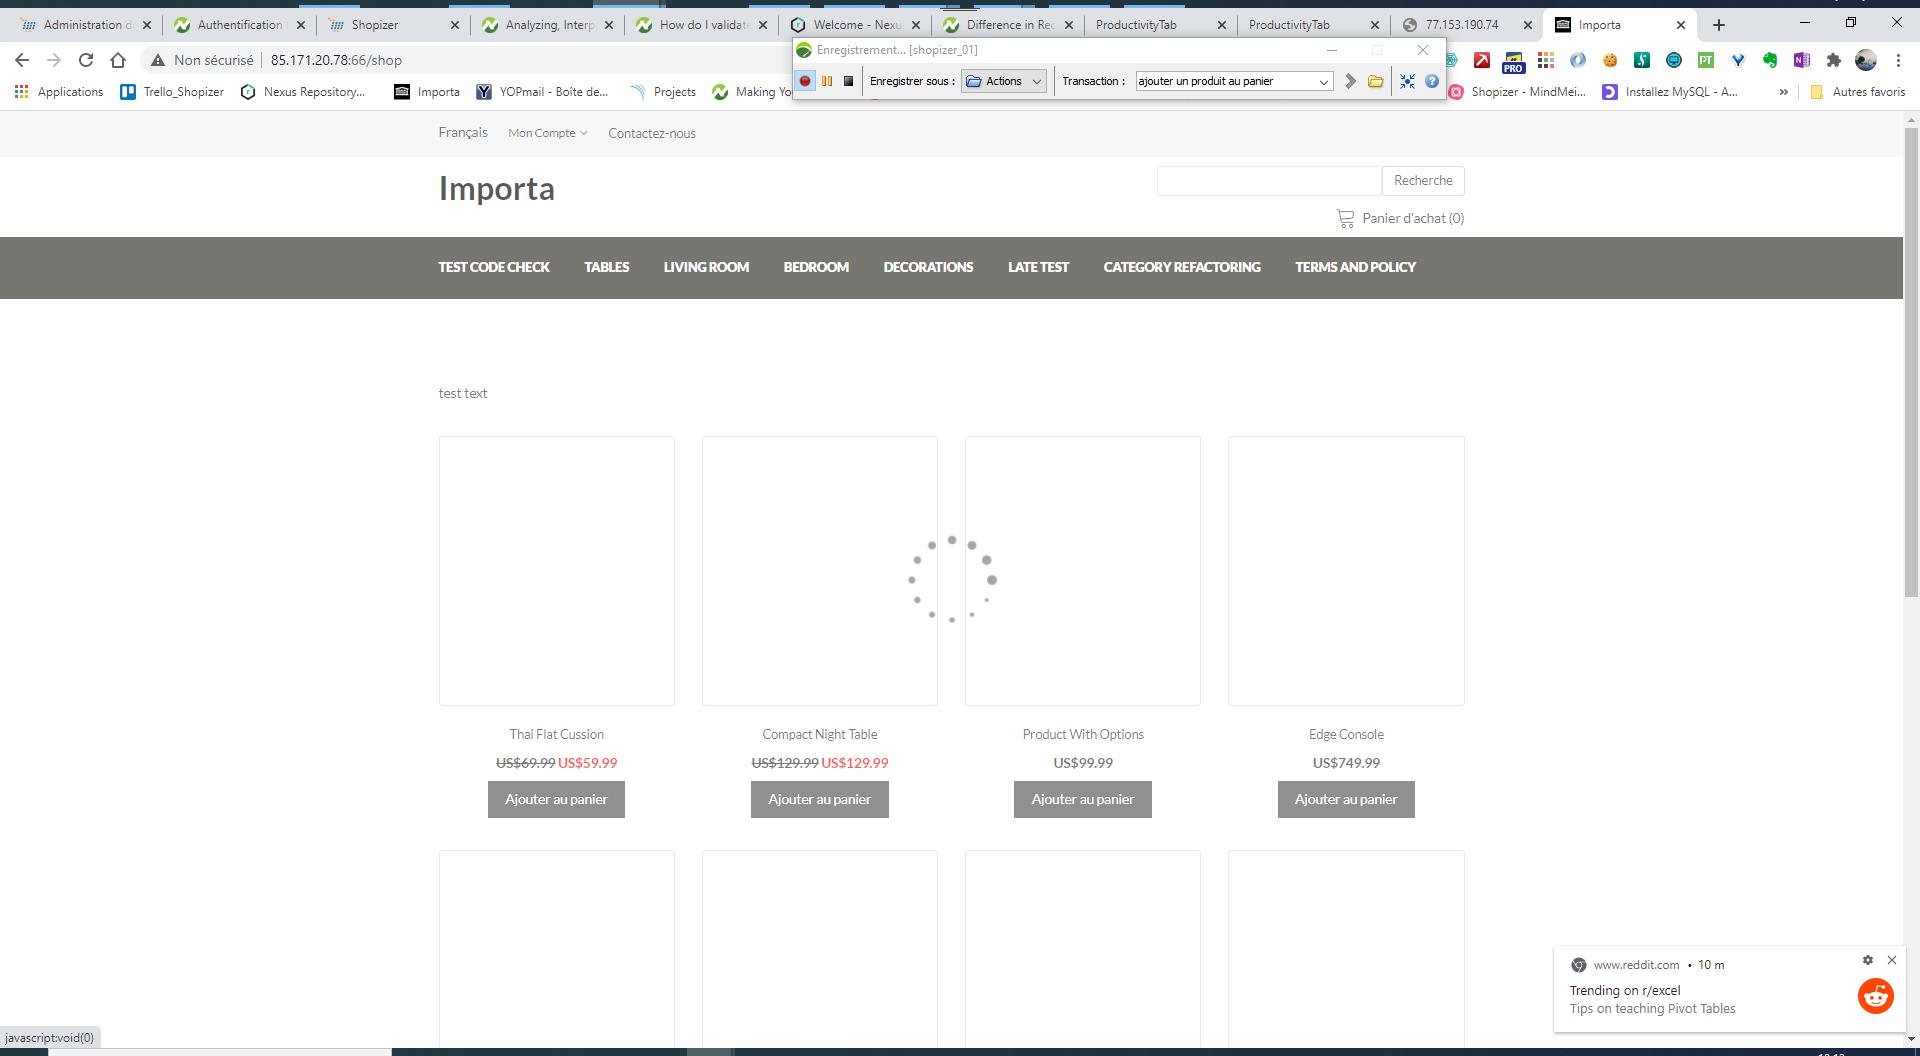 Administration d
Authentification
Shopizer
Analyzing, Interp
How do I validate
Welcome - Nexu
Difference in Rec
ProductivityTab
ProductivityTab
77.153.190.74
Importa
Enregistrement... [shopizer_01]
Non sécurisé
85.171.20.78:66/shop
Enregistrer sous :
Actions
Transaction :
ajouter un produit au panier
PRO
PT
Applications
Trello_Shopizer
Nexus Repository...
Importa
YOPmail - Boîte de...
Projects
Making Yo
Shopizer - MindMei...
Installez MySQL - A...
»
Autres favoris
Français
Mon Compte
Contactez-nous
Importa
Recherche
Panier d'achat (0)
TEST CODE CHECK
TABLES
LIVING ROOM
BEDROOM
DECORATIONS
LATE TEST
CATEGORY REFACTORING
TERMS AND POLICY
test text
Thai Flat Cussion
Compact Night Table
Product With Options
Edge Console
US$69.99 US$59.99
US$129.99 US$129.99
US$99.99
US$749.99
Ajouter au panier
Ajouter au panier
Ajouter au panier
Ajouter au panier
www.reddit.com • 10 m
Trending on r/excel
Tips on teaching Pivot Tables
javascript:void(0)